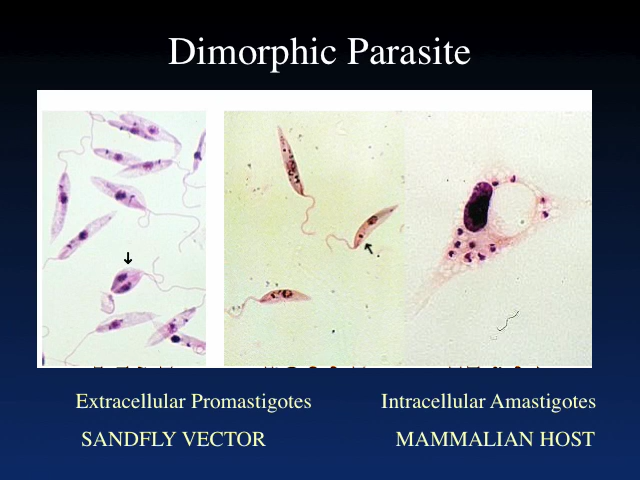 Dimorphic Parasite
Extracellular Promastigotes
Intracellular Amastigotes
SANDFLY VECTOR
MAMMALIAN HOST